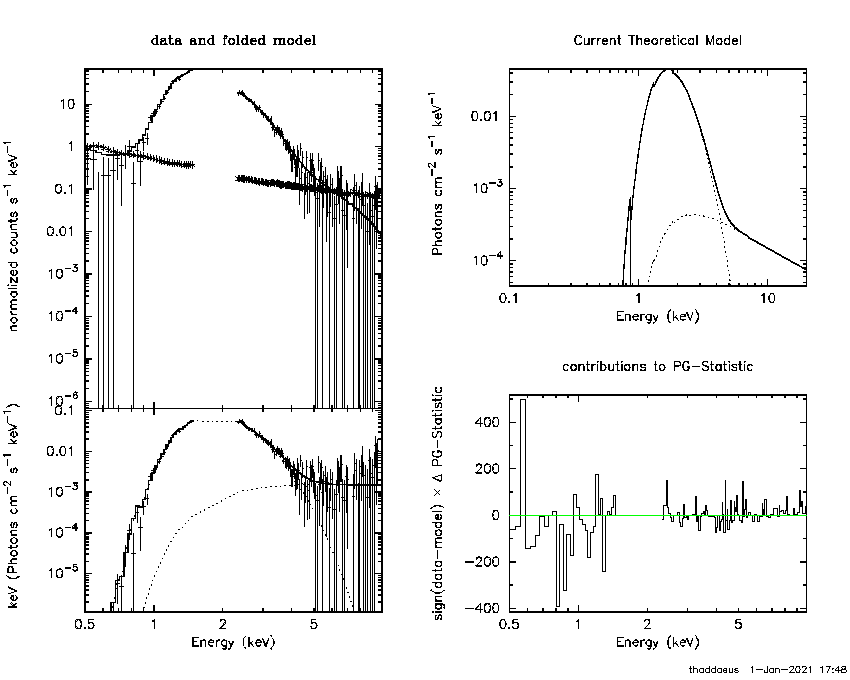 data and folded model
normalized counts s−1 keV−1
10
1
0.1
0.01
10−3
10−4
10−5
10−6
keV (Photons cm−2 s−1 keV−1)
0.1
0.01
10−3
10−4
10−5
0.5 1 2 5
Energy (keV)
Current Theoretical Model
Photons cm−2 s−1 keV−1
0.01
10−3
10−4
0.1 1 10
Energy (keV)
contributions to PG−Statistic
sign(data−model) × Δ PG−Statistic
400
200
0
−200
−400
0.5 1 2 5
Energy (keV)
thaddaeus 1−Jan−2021 17:48